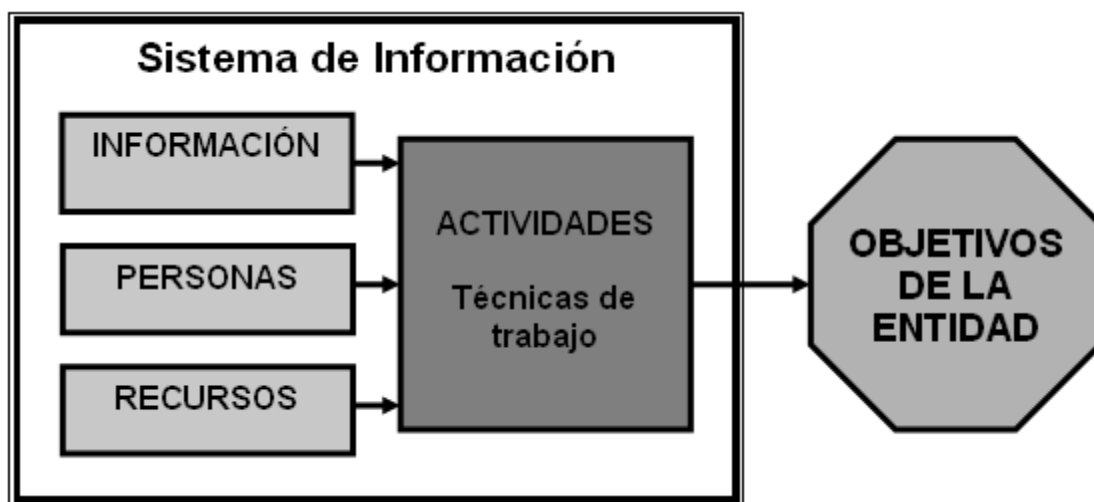 Sistema de Información
INFORMACIÓN
PERSONAS
RECURSOS
ACTIVIDADES
Técnicas de
trabajo
OBJETIVOS
DE LA
ENTIDAD